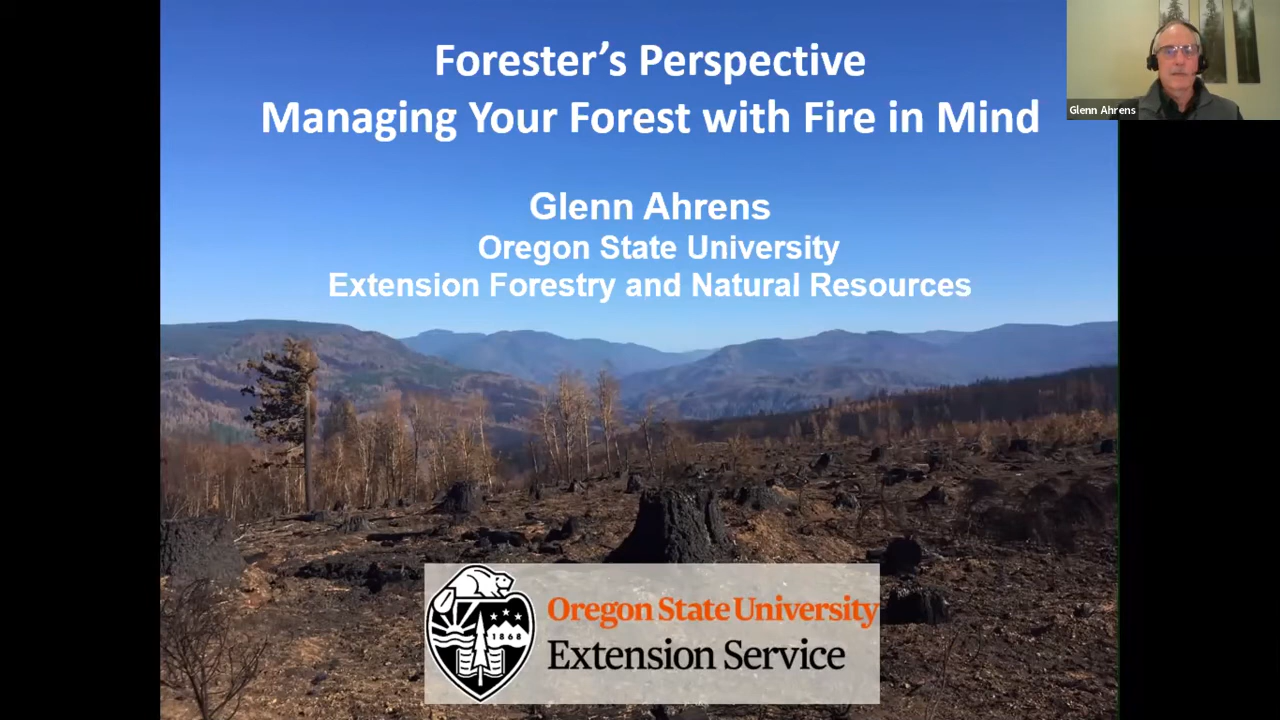 Forester’s Perspective
Managing Your Forest with Fire in Mind
Glenn Ahrens
Glenn Ahrens
Oregon State University
Extension Forestry and Natural Resources
1868
Oregon State University
Extension Service